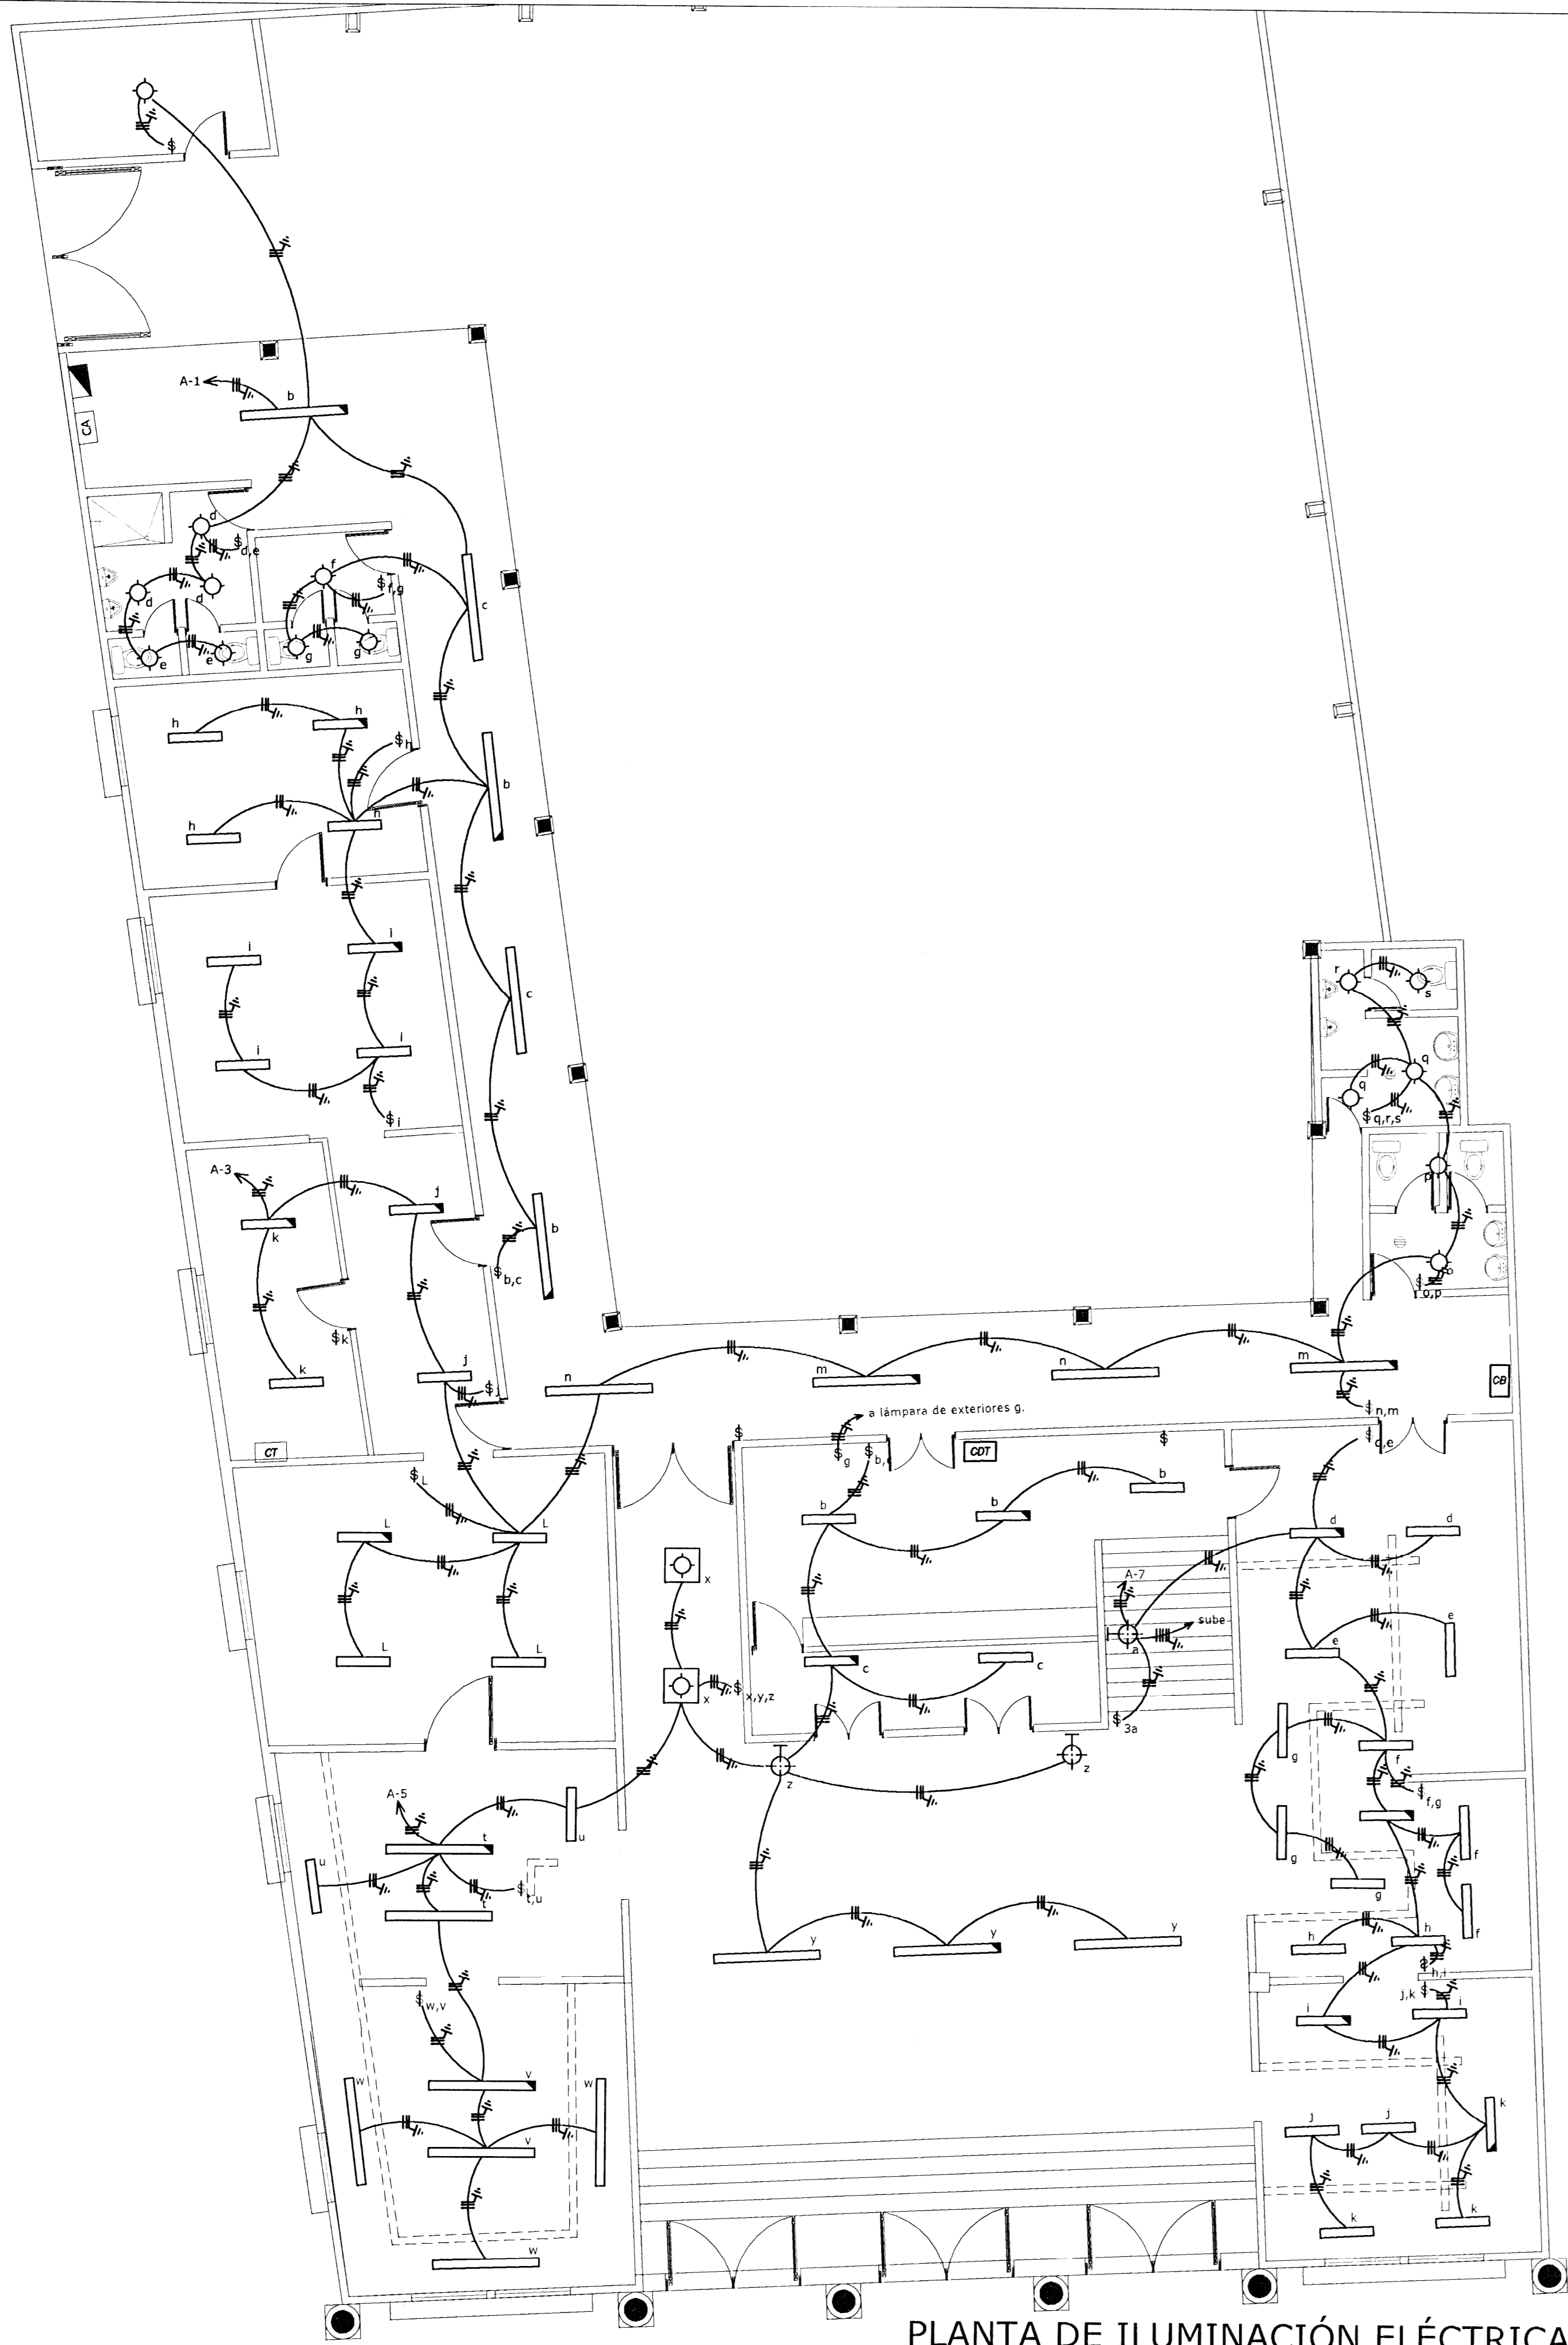 $
A-1
b
CA
d
$
d,e
f
$
f,g
d
d
c
e
e
g
g
h
h
$
h
b
h
h
i
i
c
r
s
i
i
q
q
$
i
$
q,r,s
A-3
j
p
k
b
$
b,c
o
$
o,p
$
k
k
j
$
j
n
m
n
m
CB
$
n,m
a lámpara de exteriores g.
CT
$
$
g
$
b,c
CDT
$
$
d,e
$
L
b
b
b
L
L
d
d
x
A-7
sube
a
e
e
L
L
c
c
x
$
x,y,z
$
3a
z
z
g
f
$
f,g
A-5
t
u
u
g
f
$
t,u
t
g
f
y
y
y
h
h
$
h,i
j,k
$
i
i
$
w,v
w
v
w
j
j
k
v
k
k
w
PLANTA DE ILUMINACIÓN ELÉCTRICA